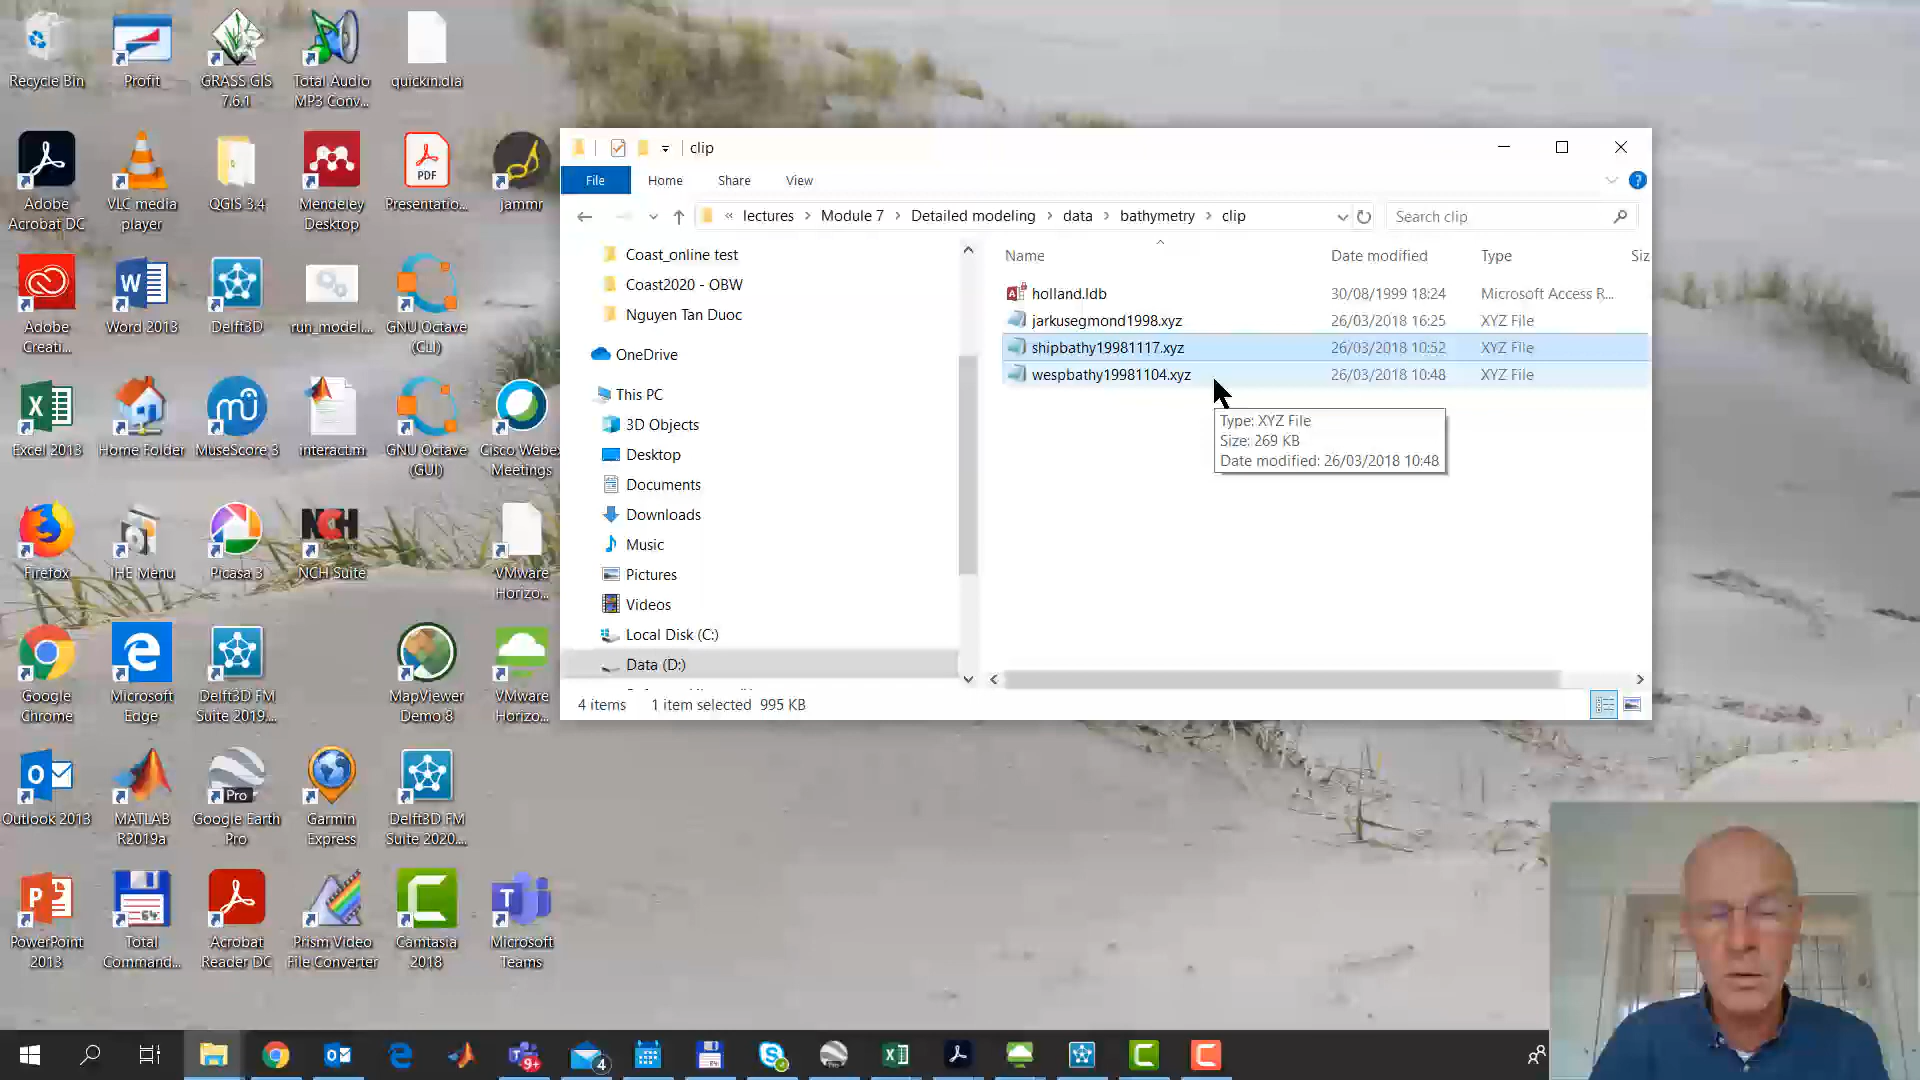 Recycle Bin
Profit
GRASS GIS
7.6.1
Total Audio
MP3 Conv...
quickin.dia
PDF
Adobe
Acrobat DC
VLC media
player
QGIS 3.4
Mendeley
Desktop
Presentatio...
jammr
Adobe
Creati...
Word 2013
Delft3D
run_model....
GNU Octave
(CLI)
Excel 2013
Home Folder
MuseScore 3
interact.m
GNU Octave
(GUI)
Cisco Webex
Meetings
Firefox
IHE Menu
Picasa 3
NCH
NCH Suite
VMware
Horizo...
Google
Chrome
Microsoft
Edge
Delft3D FM
Suite 2019....
MapViewer
Demo 8
VMware
Horizo...
Pro
Outlook 2013
MATLAB
R2019a
Google Earth
Pro
Garmin
Express
Delft3D FM
Suite 2020....
64
PowerPoint
2013
Total
Command...
Acrobat
Reader DC
Prism Video
File Converter
Camtasia
2018
Microsoft
Teams
clip
File
Home
Share
View
« lectures > Module 7 > Detailed modeling > data > bathymetry > clip
Search clip
Coast_online test
Coast2020 - OBW
Nguyen Tan Duoc
OneDrive
This PC
3D Objects
Desktop
Documents
Downloads
Music
Pictures
Videos
Local Disk (C:)
Data (D:)
Name Date modified Type Siz
holland.ldb 30/08/1999 18:24 Microsoft Access R...
jarkusegmond1998.xyz 26/03/2018 16:25 XYZ File
shipbathy19981117.xyz 26/03/2018 10:52 XYZ File
wespbathy19981104.xyz 26/03/2018 10:48 XYZ File
Type: XYZ File
Size: 269 KB
Date modified: 26/03/2018 10:48
4 items 1 item selected 995 KB
9+
4